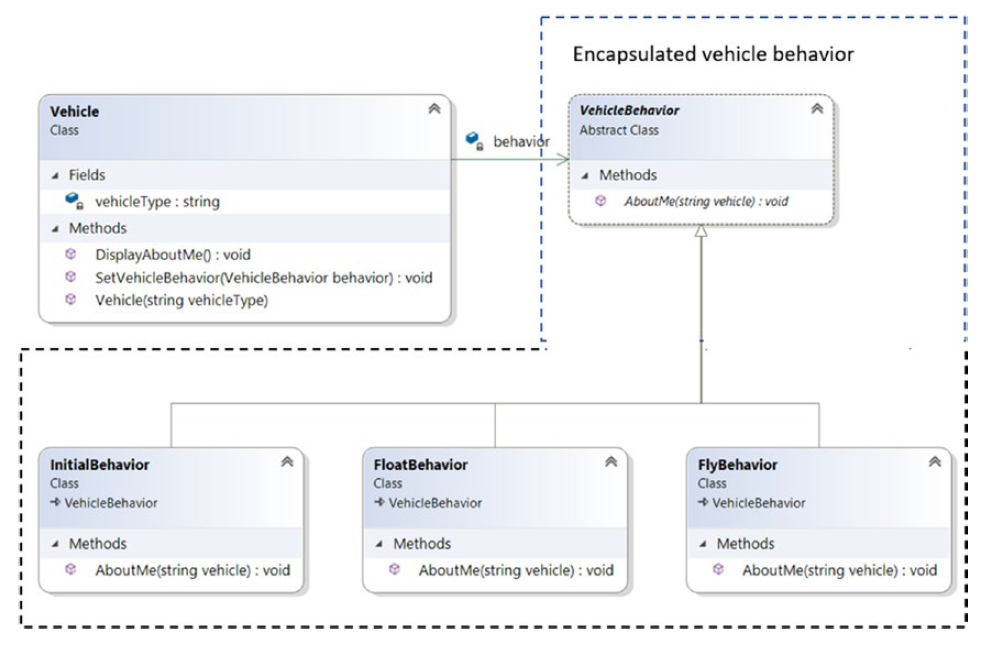 Encapsulated vehicle behavior
Vehicle
Class
Fields
vehicleType : string
Methods
DisplayAboutMe() : void
SetVehicleBehavior(VehicleBehavior behavior) : void
Vehicle(string vehicleType)
behavior
VehicleBehavior
Abstract Class
Methods
AboutMe(string vehicle) : void
InitialBehavior
Class
VehicleBehavior
Methods
AboutMe(string vehicle) : void
FloatBehavior
Class
VehicleBehavior
Methods
AboutMe(string vehicle) : void
FlyBehavior
Class
VehicleBehavior
Methods
AboutMe(string vehicle) : void